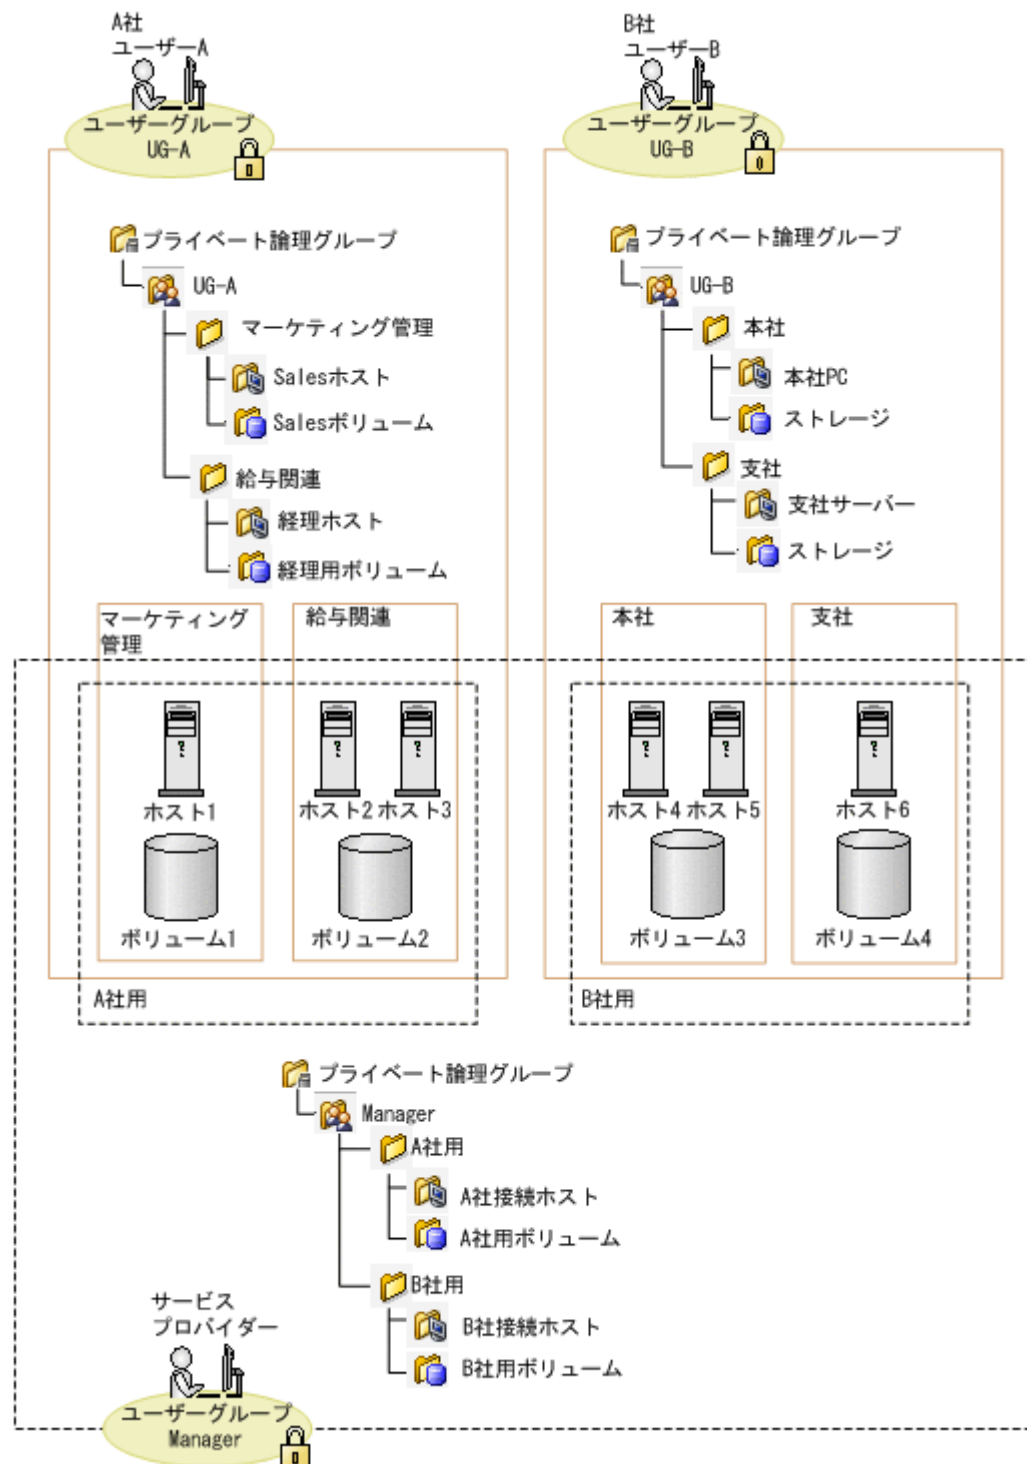 A社
ユーザーA
ユーザーグループ
UG-A
プライベート論理グループ
UG-A
マーケティング管理
Salesホスト
Salesボリューム
給与関連
経理ホスト
経理用ボリューム
マーケティング
管理
給与関連
ホスト1
ホスト2 ホスト3
ボリューム1
ボリューム2
A社用
B社
ユーザーB
ユーザーグループ
UG-B
プライベート論理グループ
UG-B
本社
本社PC
ストレージ
支社
支社サーバー
ストレージ
本社
支社
ホスト4 ホスト5
ホスト6
ボリューム3
ボリューム4
B社用
プライベート論理グループ
Manager
A社用
A社接続ホスト
A社用ボリューム
B社用
B社接続ホスト
B社用ボリューム
サービス
プロバイダー
ユーザーグループ
Manager